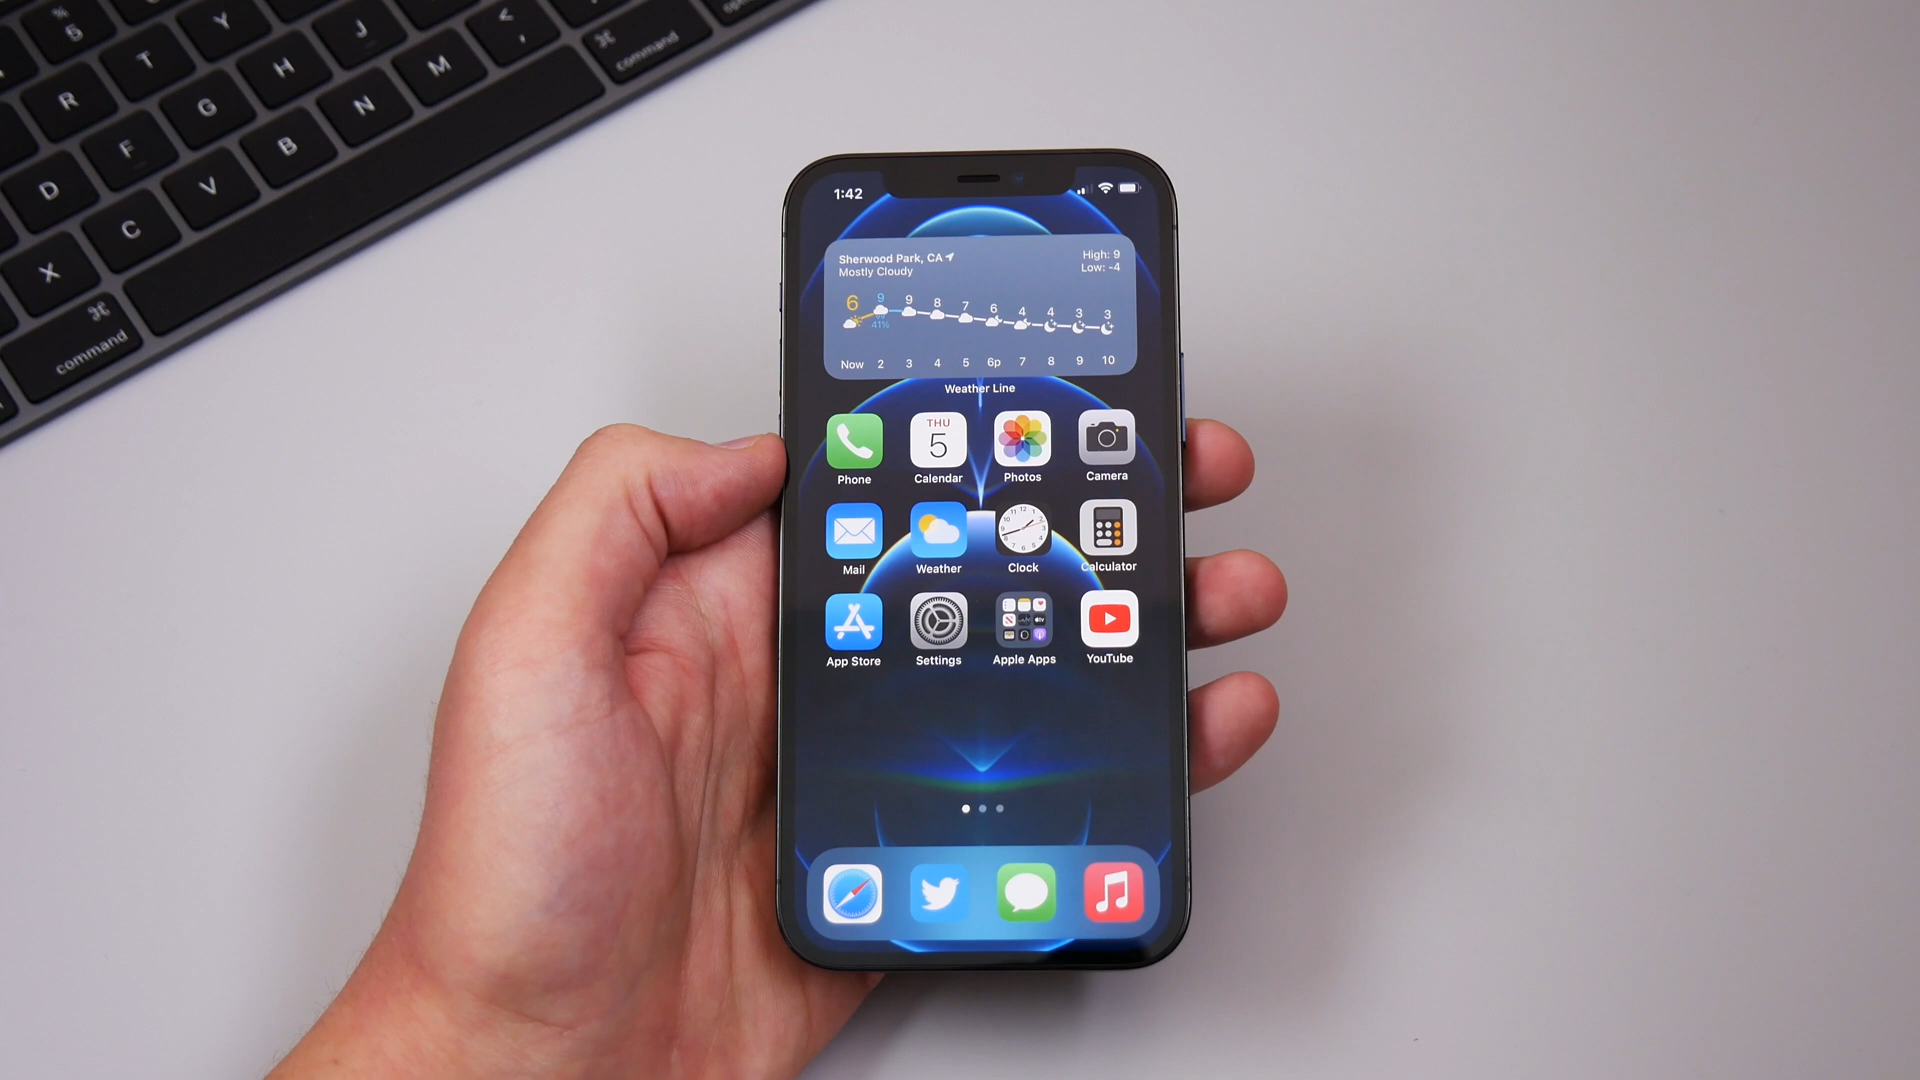 % 5
Y
J
< ,
⌘
command
T
H
M
R
G
N
F
B
D
V
C
X
⌘
command
1:42
Sherwood Park, CA
Mostly Cloudy
High: 9
Low: -4
6 9 9 8 7 6 4 4 3 3
41%
Now 2 3 4 5 6p 7 8 9 10
Weather Line
THU
5
Phone Calendar Photos Camera
Mail Weather Clock Calculator
App Store Settings Apple Apps YouTube